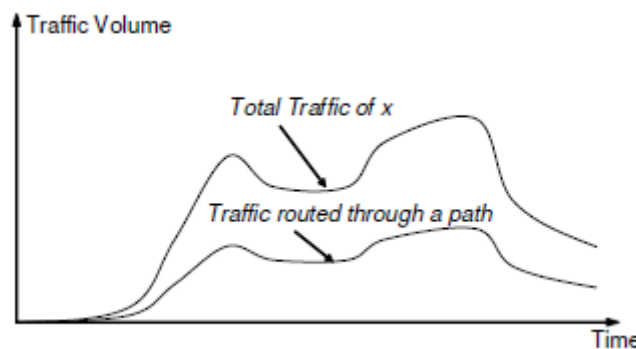 Traffic Volume
Total Traffic of x
Traffic routed through a path
Time